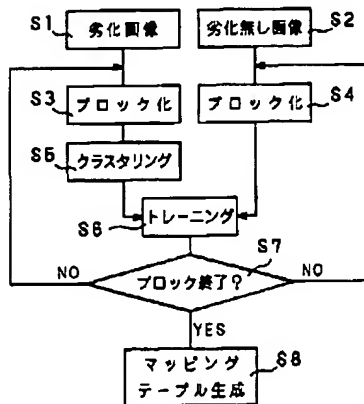 S1
劣化画像
劣化無し画像
S2
S3
ブロック化
ブロック化
S4
S5
クラスタリング
トレーニング
S6
S7
NO
ブロック終了?
NO
YES
マッピング
テーブル生成
S8